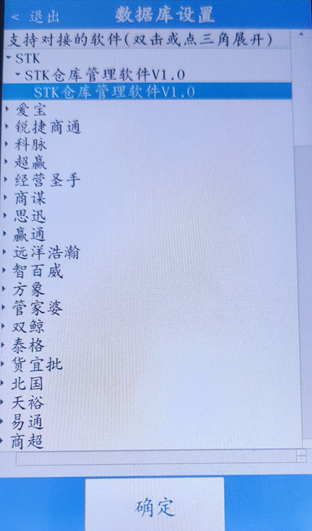 < 退出 数据库设置
支持对接的软件(双击或点三角展开)
STK
STK仓库管理软件V1.0
STK仓库管理软件V1.0
爱宝
锐捷商通
科脉
超赢
经营圣手
商谋
思迅
赢通
远洋浩瀚
智百威
方象
管家婆
双鲸
泰格
货宜批
北国
天裕
易通
商超
确定